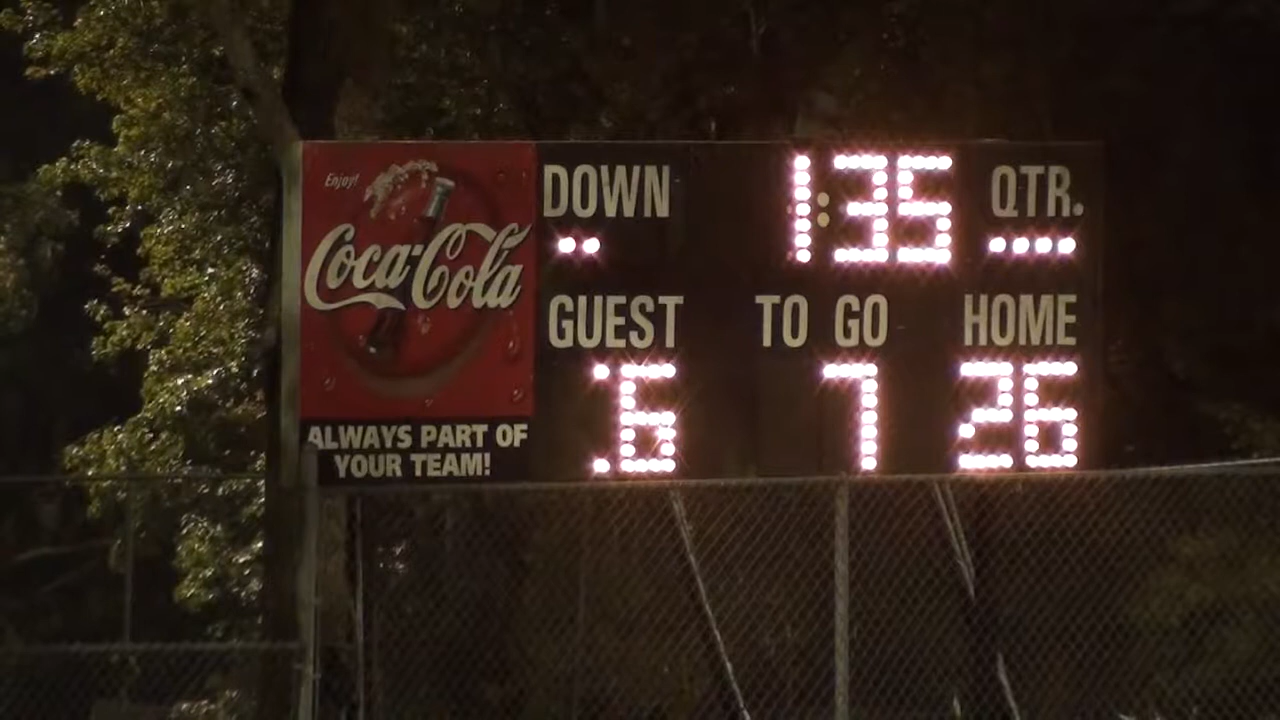 Enjoy!
Coca-Cola
ALWAYS PART OF
YOUR TEAM!
DOWN 1:35 QTR.
GUEST TO GO HOME
6 7 26